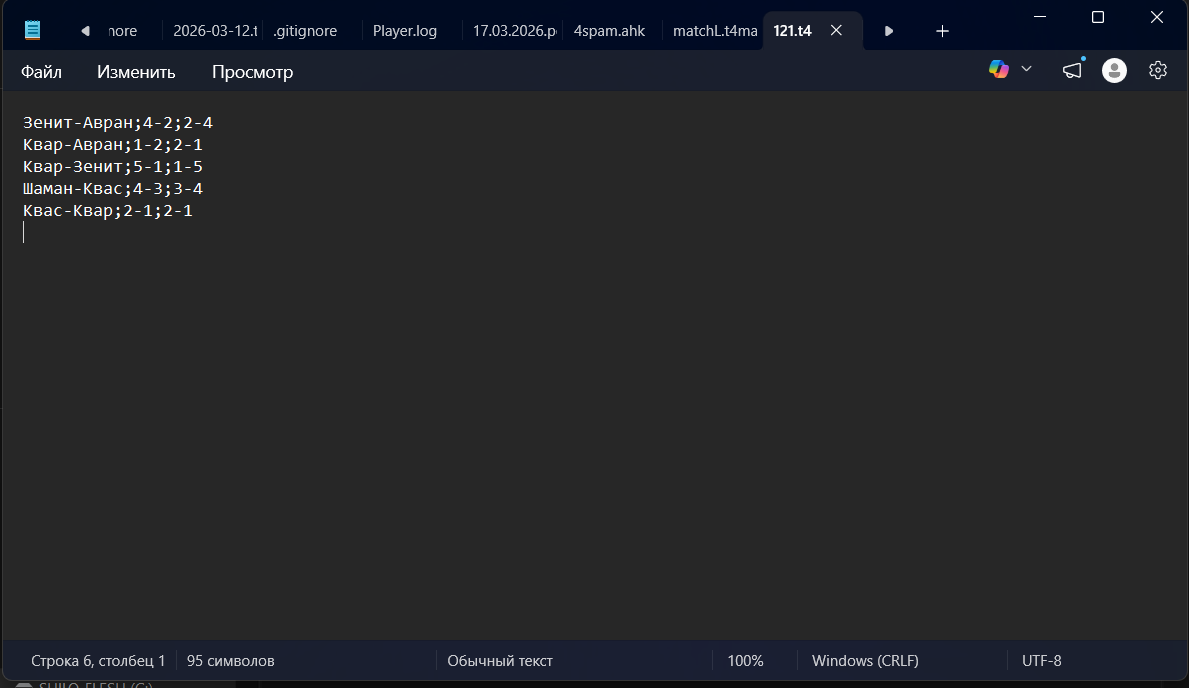 nore
2026-03-12.t
.gitignore
Player.log
17.03.2026.p
4spam.ahk
matchL.t4ma
121.t4
Файл
Изменить
Просмотр
Зенит-Авран;4-2;2-4
Квар-Авран;1-2;2-1
Квар-Зенит;5-1;1-5
Шаман-Квас;4-3;3-4
Квас-Квар;2-1;2-1
Строка 6, столбец 1
95 символов
Обычный текст
100%
Windows (CRLF)
UTF-8